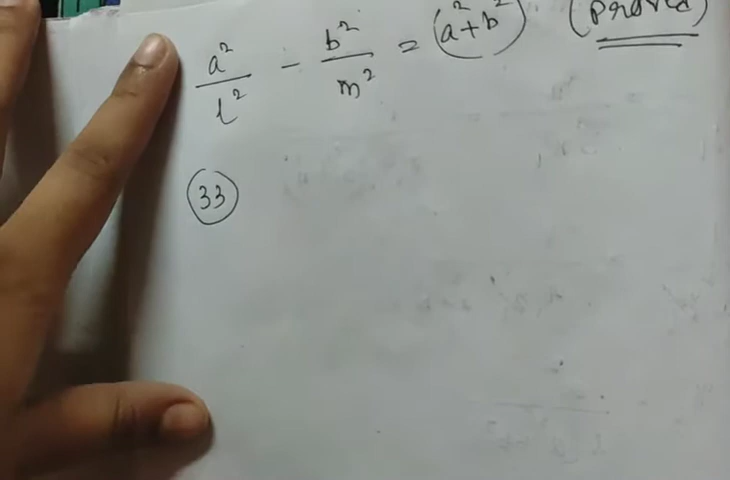 a²/l² - b²/m² = (a²+b²) (Proved)
33